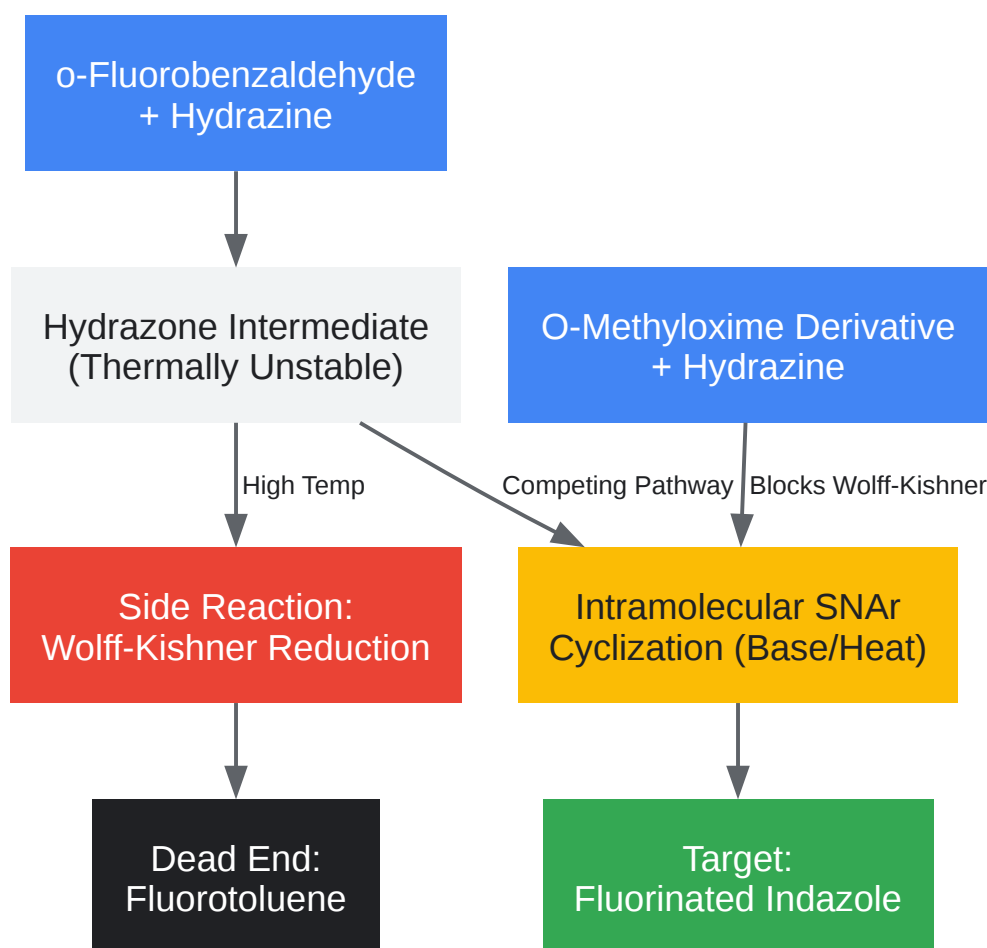 o-Fluorobenzaldehyde
+ Hydrazine
Hydrazone Intermediate
(Thermally Unstable)
O-Methyloxime Derivative
+ Hydrazine
High Temp
Competing Pathway
Blocks Wolff-Kishner
Side Reaction:
Wolff-Kishner Reduction
Intramolecular SNAr
Cyclization (Base/Heat)
Dead End:
Fluorotoluene
Target:
Fluorinated Indazole